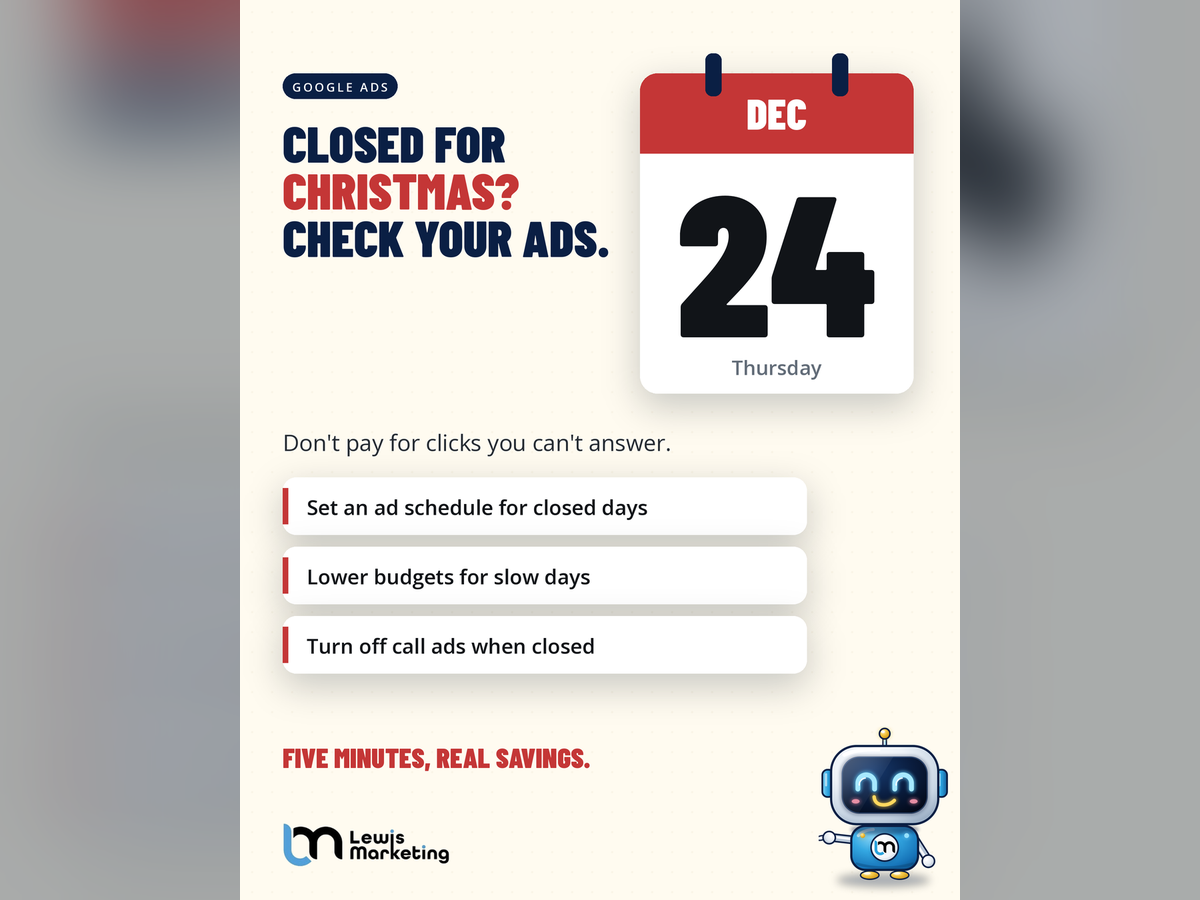 GOOGLE ADS
CLOSED FOR
CHRISTMAS?
CHECK YOUR ADS.
DEC
24
Thursday
Don't pay for clicks you can't answer.
Set an ad schedule for closed days
Lower budgets for slow days
Turn off call ads when closed
FIVE MINUTES, REAL SAVINGS.
lm Lewis
Marketing
lm